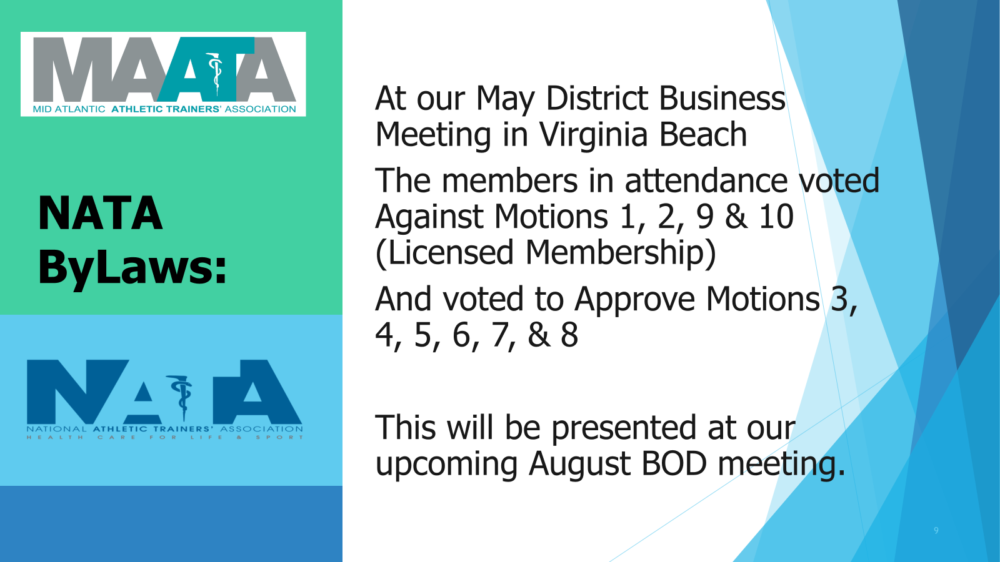 MAATA
MID ATLANTIC ATHLETIC TRAINERS' ASSOCIATION
NATA
ByLaws:
NATA
NATIONAL ATHLETIC TRAINERS' ASSOCIATION
HEALTH CARE FOR LIFE & SPORT
At our May District Business
Meeting in Virginia Beach
The members in attendance voted
Against Motions 1, 2, 9 & 10
(Licensed Membership)
And voted to Approve Motions 3,
4, 5, 6, 7, & 8
This will be presented at our
upcoming August BOD meeting.
9